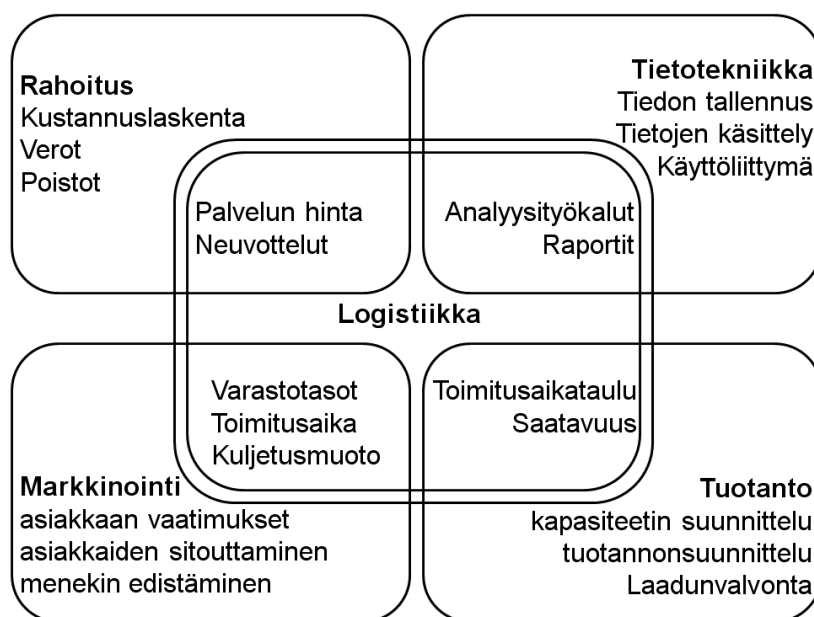 Rahoitus
Kustannuslaskenta
Verot
Poistot
Tietotekniikka
Tiedon tallennus
Tietojen käsittely
Käyttöliittymä
Palvelun hinta
Neuvottelut
Analyysityökalut
Raportit
Logistiikka
Varastotasot
Toimitusaika
Kuljetusmuoto
Toimitusaikataulu
Saatavuus
Markkinointi
asiakkaan vaatimukset
asiakkaiden sitouttaminen
menekin edistäminen
Tuotanto
kapasiteetin suunnittelu
tuotannonsuunnittelu
Laadunvalvonta